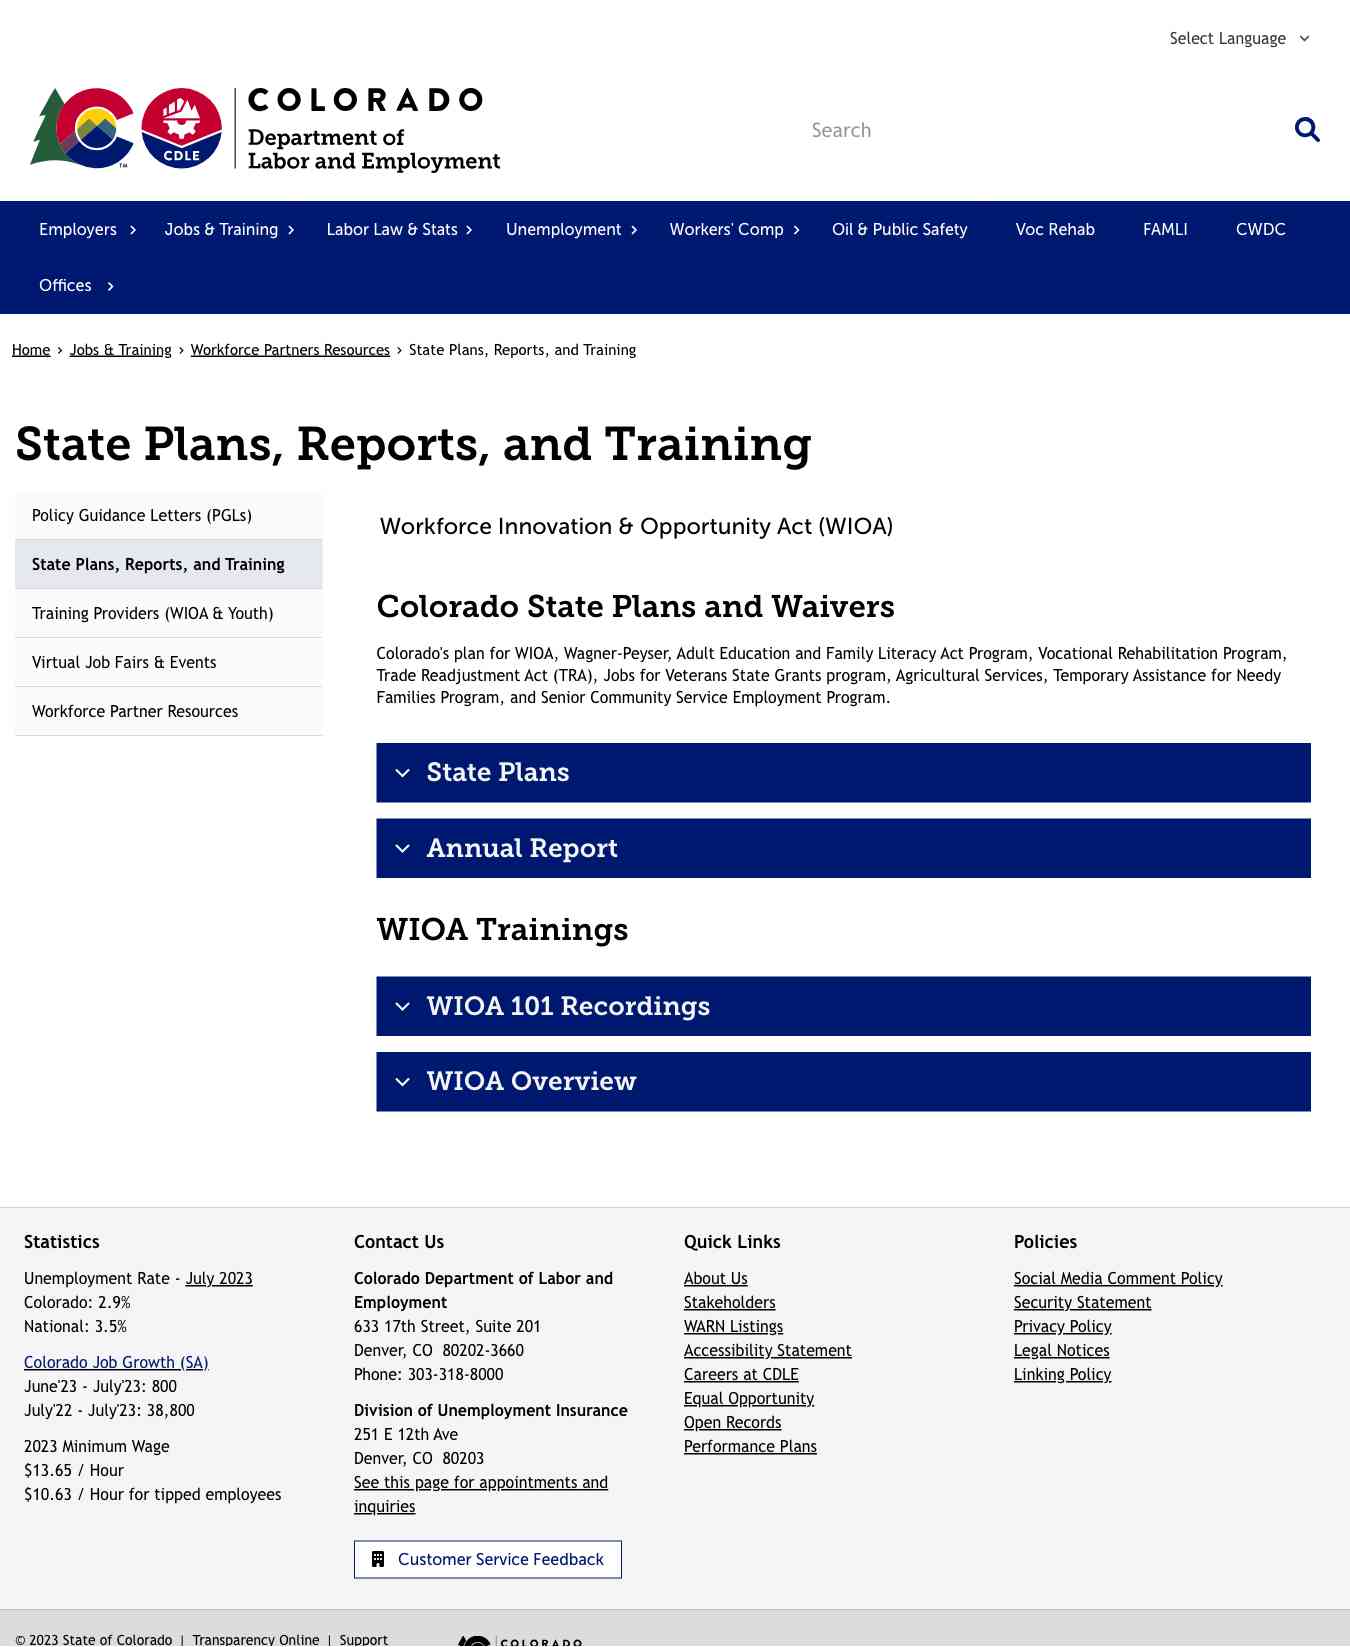 Select Language
CDLE
TM
COLORADO
Department of
Labor and Employment
Search
Employers
Jobs & Training
Labor Law & Stats
Unemployment
Workers' Comp
Oil & Public Safety
Voc Rehab
FAMLI
CWDC
Offices
Home › Jobs & Training › Workforce Partners Resources › State Plans, Reports, and Training
State Plans, Reports, and Training
Policy Guidance Letters (PGLs)
State Plans, Reports, and Training
Training Providers (WIOA & Youth)
Virtual Job Fairs & Events
Workforce Partner Resources
Workforce Innovation & Opportunity Act (WIOA)
Colorado State Plans and Waivers
Colorado's plan for WIOA, Wagner-Peyser, Adult Education and Family Literacy Act Program, Vocational Rehabilitation Program,
Trade Readjustment Act (TRA), Jobs for Veterans State Grants program, Agricultural Services, Temporary Assistance for Needy
Families Program, and Senior Community Service Employment Program.
State Plans
Annual Report
WIOA Trainings
WIOA 101 Recordings
WIOA Overview
Statistics
Unemployment Rate - July 2023
Colorado: 2.9%
National: 3.5%
Colorado Job Growth (SA)
June'23 - July'23: 800
July'22 - July'23: 38,800
2023 Minimum Wage
$13.65 / Hour
$10.63 / Hour for tipped employees
Contact Us
Colorado Department of Labor and
Employment
633 17th Street, Suite 201
Denver, CO  80202-3660
Phone: 303-318-8000
Division of Unemployment Insurance
251 E 12th Ave
Denver, CO  80203
See this page for appointments and
inquiries
Customer Service Feedback
Quick Links
About Us
Stakeholders
WARN Listings
Accessibility Statement
Careers at CDLE
Equal Opportunity
Open Records
Performance Plans
Policies
Social Media Comment Policy
Security Statement
Privacy Policy
Legal Notices
Linking Policy
© 2023 State of Colorado | Transparency Online | Support
COLORADO